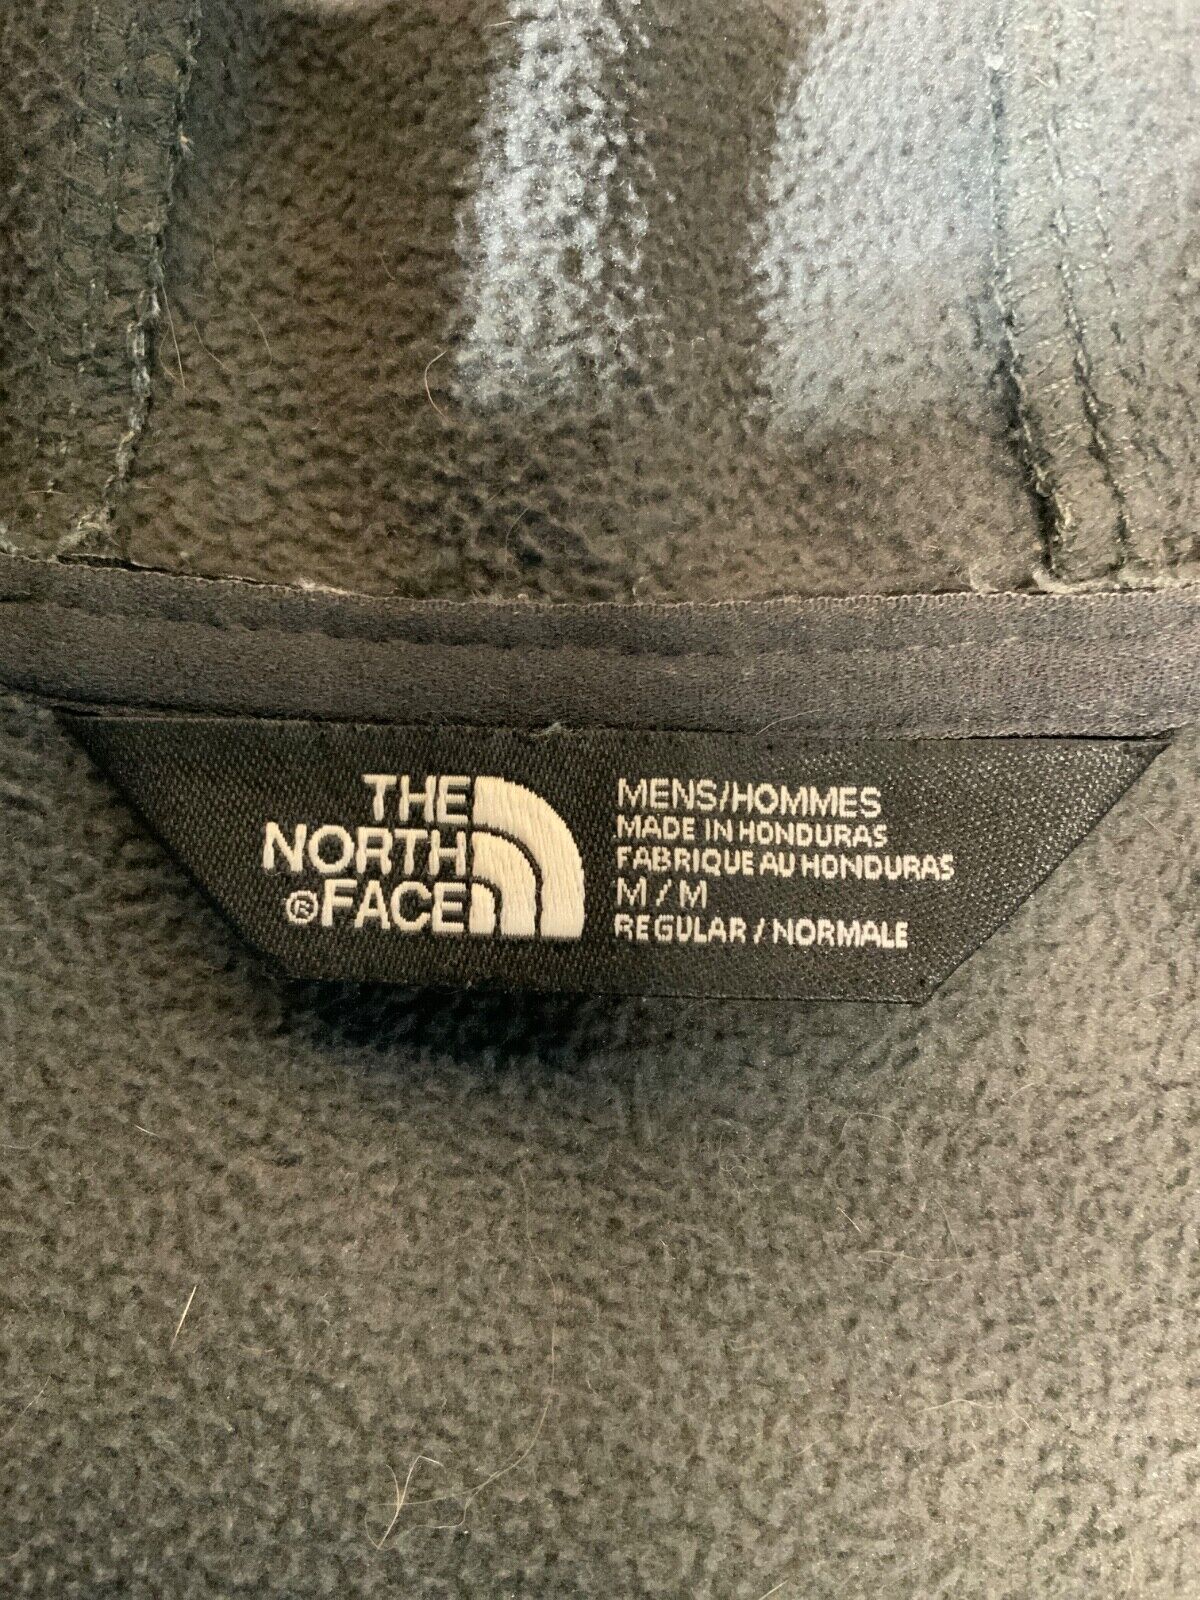 THE
NORTH
®FACE
MENS/HOMMES
MADE IN HONDURAS
FABRIQUE AU HONDURAS
M / M
REGULAR / NORMALE